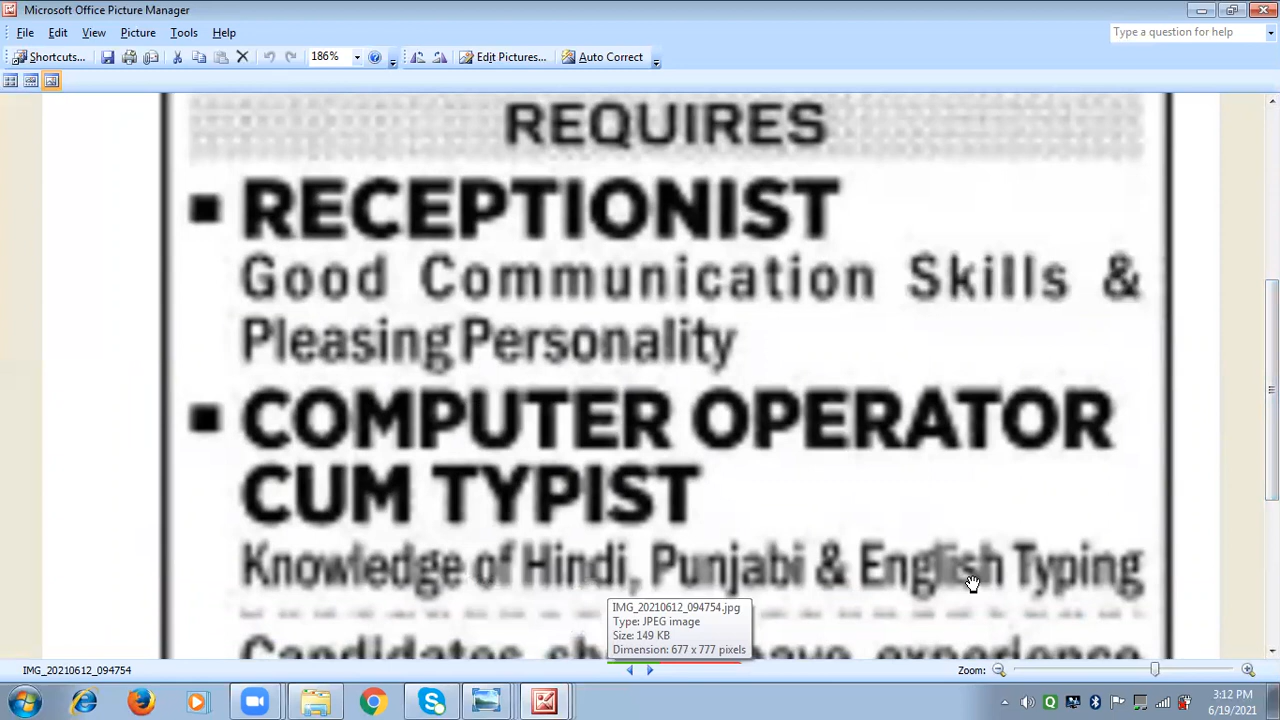 Microsoft Office Picture Manager
File Edit View Picture Tools Help
Type a question for help
Shortcuts... 186% Edit Pictures... Auto Correct
REQUIRES
▪ RECEPTIONIST
Good Communication Skills &
Pleasing Personality
▪ COMPUTER OPERATOR
CUM TYPIST
Knowledge of Hindi, Punjabi & English Typing
IMG_20210612_094754.jpg
Type: JPEG image
Size: 149 KB
Dimension: 677 x 777 pixels
Candidates have experience
IMG_20210612_094754
Zoom:
3:12 PM
6/19/2021